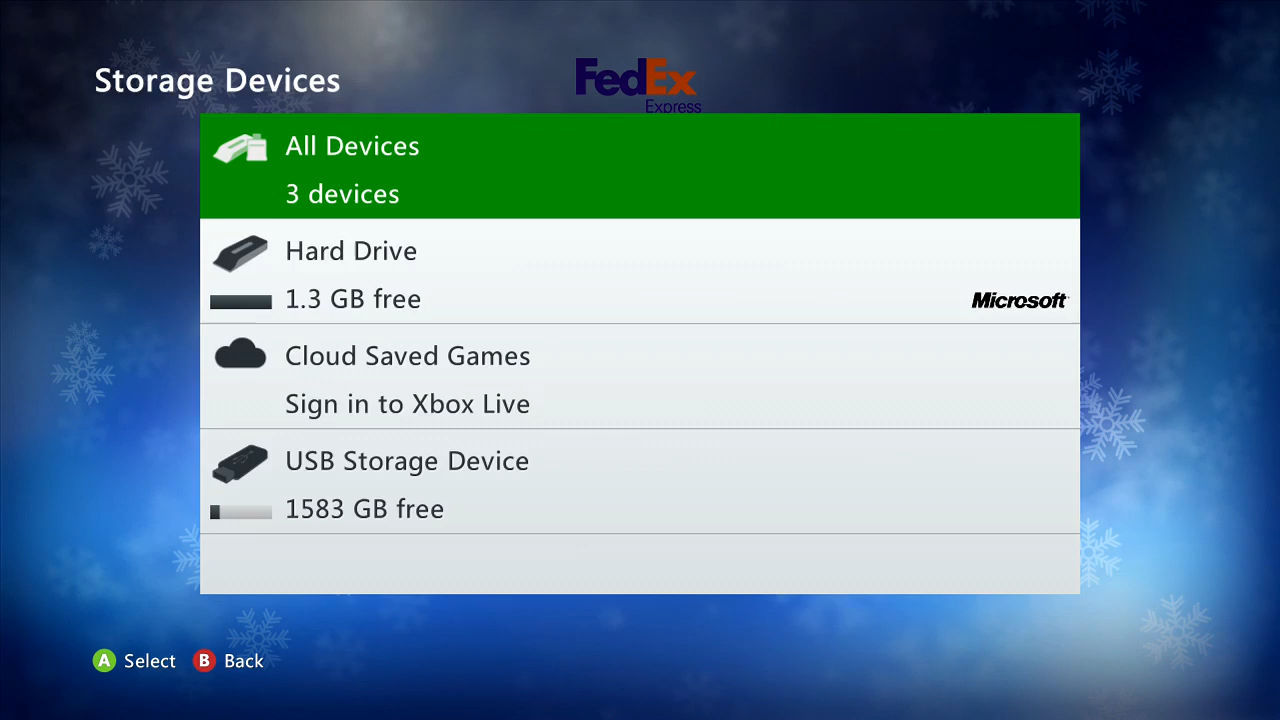 FedEx
Express
Storage Devices
All Devices
3 devices
Hard Drive
1.3 GB free
Microsoft
Cloud Saved Games
Sign in to Xbox Live
USB Storage Device
1583 GB free
A Select B Back